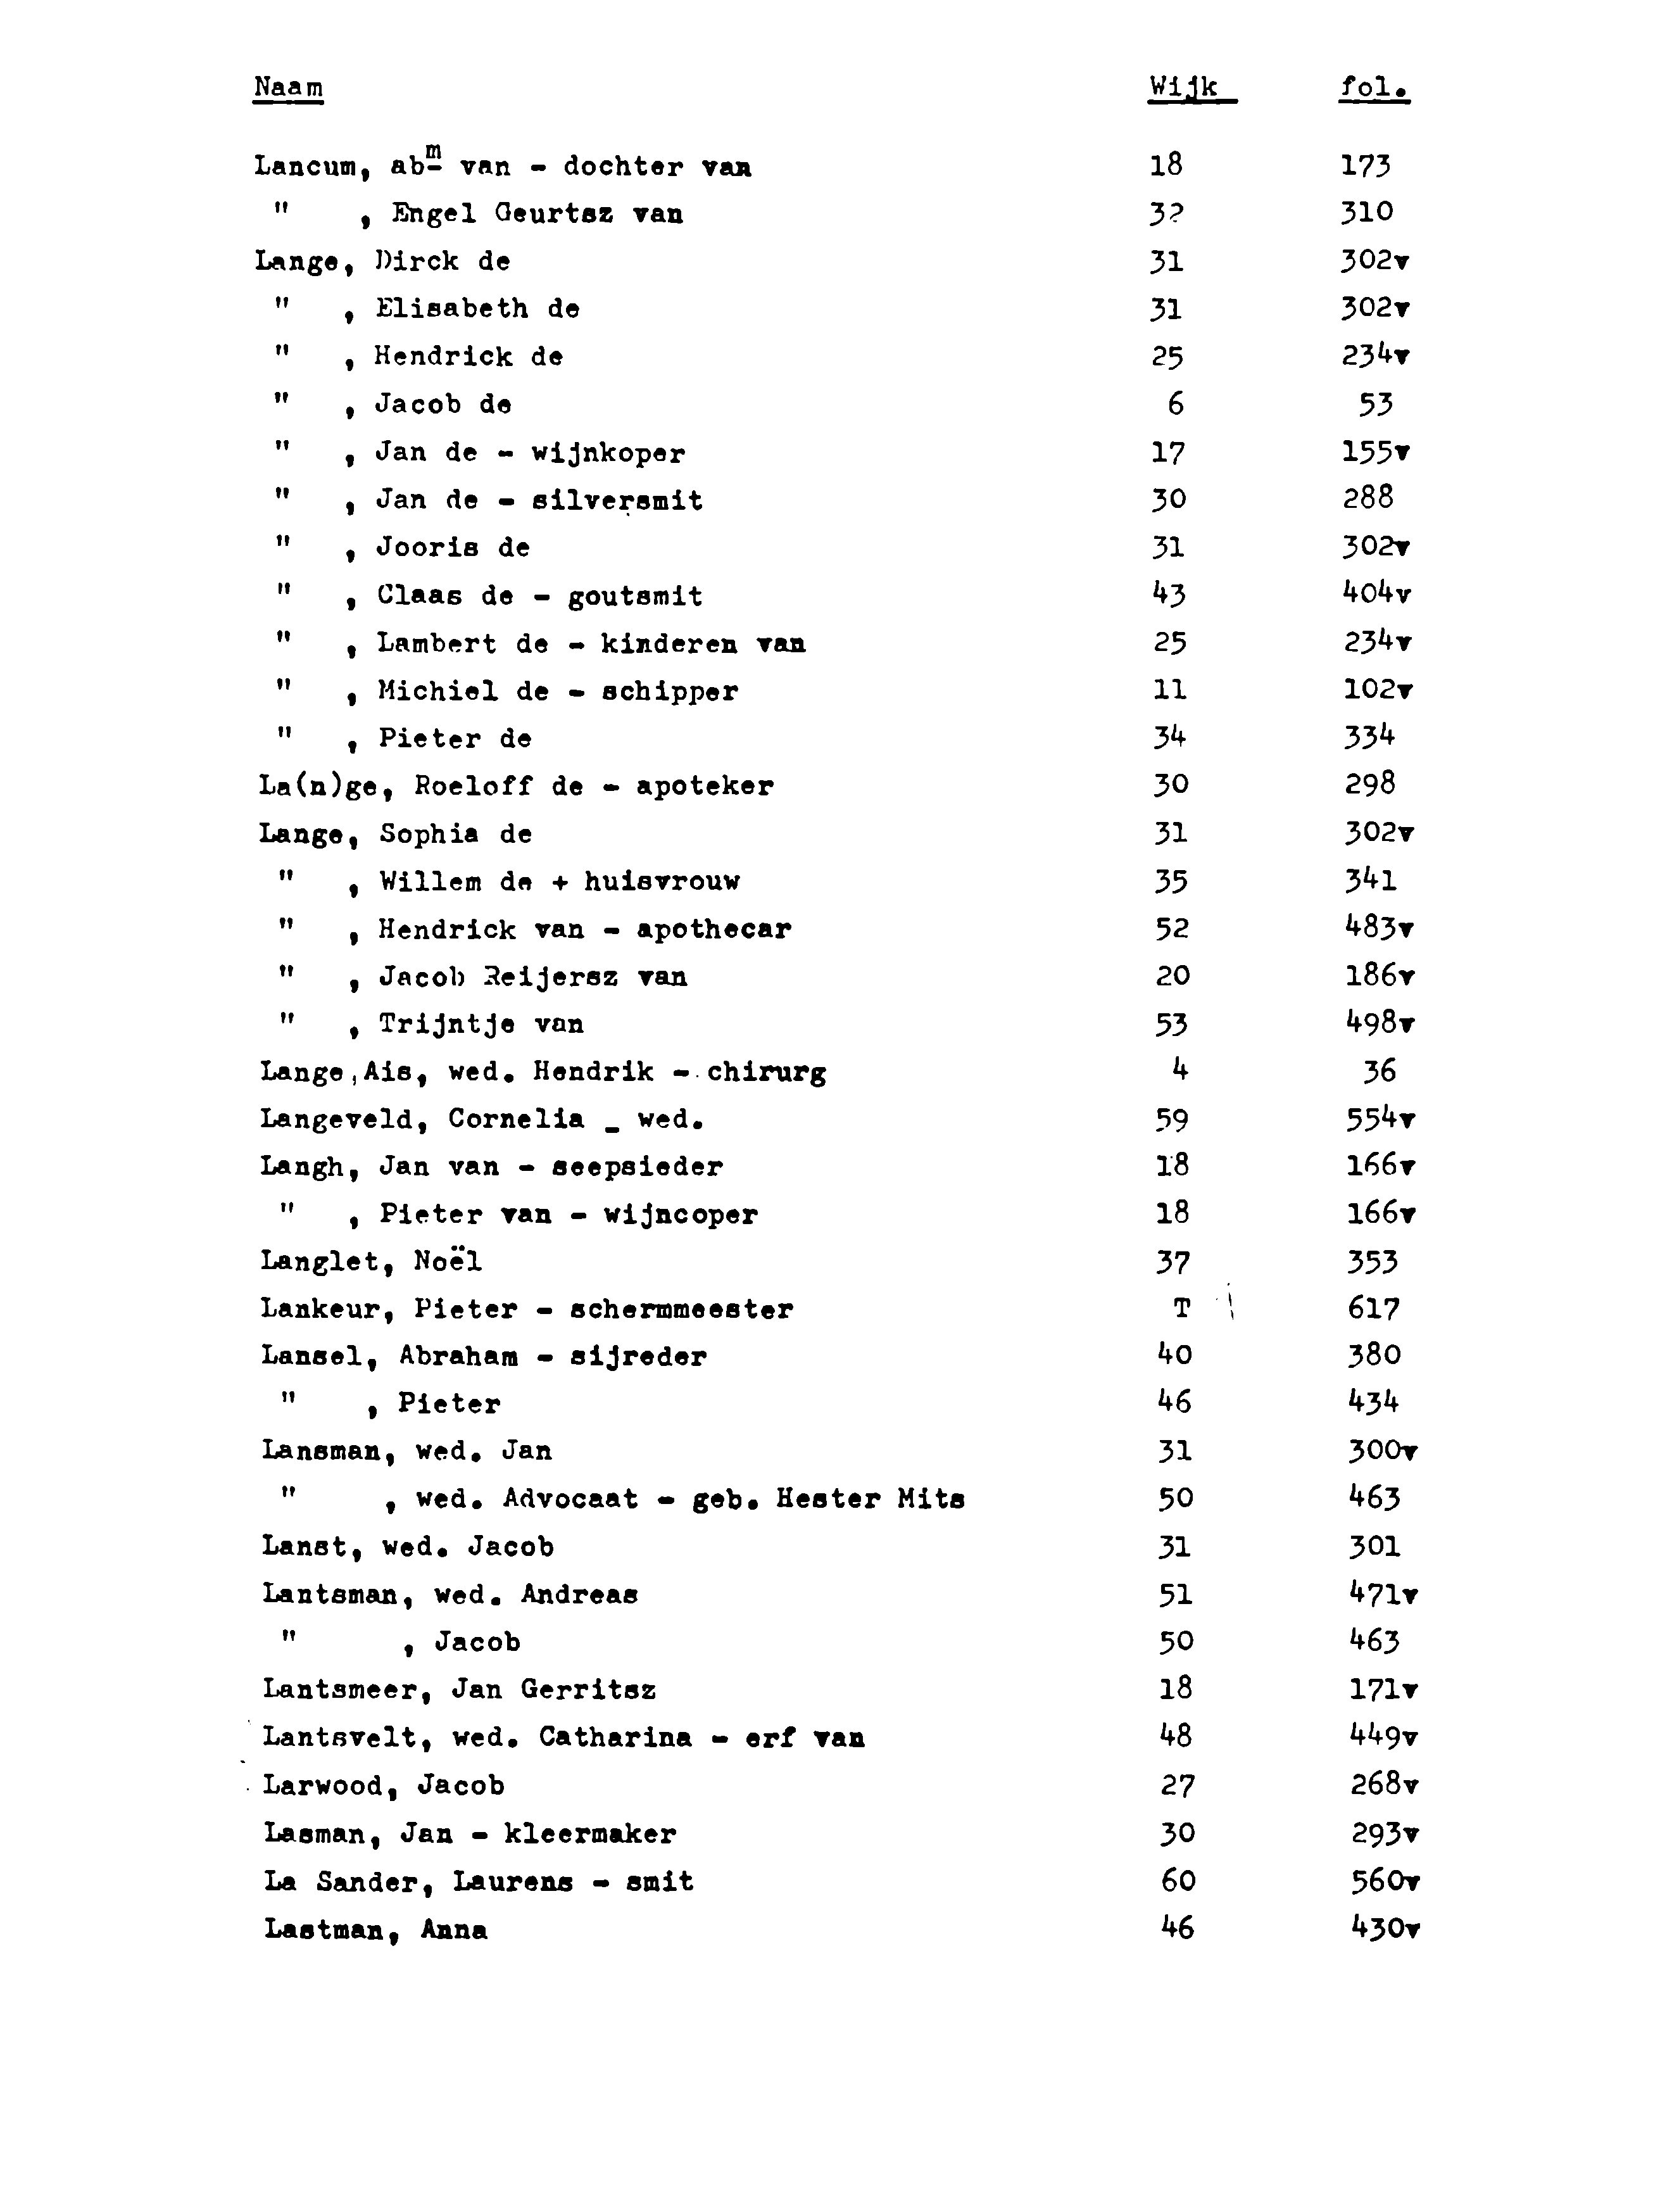 Naam Wijk fol.
Lancum, abm van - dochter van 18 173
" , Engel Geurtsz van 32 310
Lange, Dirck de 31 302v
" , Elisabeth de 31 302v
" , Hendrick de 25 234v
" , Jacob de 6 53
" , Jan de - wijnkoper 17 155v
" , Jan de - silversmit 30 288
" , Jooris de 31 302v
" , Claas de - goutsmit 43 404v
" , Lambert de - kinderen van 25 234v
" , Michiel de - schipper 11 102v
" , Pieter de 34 334
La(n)ge, Roeloff de - apoteker 30 298
Lange, Sophia de 31 302v
" , Willem de + huisvrouw 35 341
" , Hendrick van - apothecar 52 483v
" , Jacob Reijersz van 20 186v
" , Trijntje van 53 498v
Lange, Ais, wed. Hendrik - chirurg 4 36
Langeveld, Cornelia _ wed. 59 554v
Langh, Jan van - seepsieder 18 166v
" , Pieter van - wijncoper 18 166v
Langlet, Noël 37 353
Lankeur, Pieter - schermmeester T 617
Lansel, Abraham - sijreder 40 380
" , Pieter 46 434
Lansman, wed. Jan 31 300v
" , wed. Advocaat - geb. Hester Mits 50 463
Lanst, wed. Jacob 31 301
Lantsman, wed. Andreas 51 471v
" , Jacob 50 463
Lantsmeer, Jan Gerritsz 18 171v
Lantsvelt, wed. Catharina - erf van 48 449v
Larwood, Jacob 27 268v
Lasman, Jan - kleermaker 30 293v
La Sander, Laurens - smit 60 560v
Lastman, Anna 46 430v